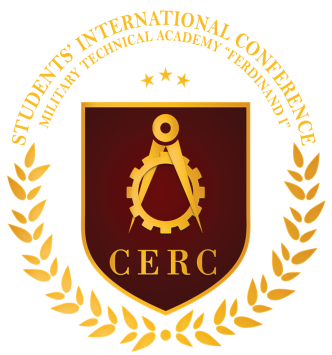 STUDENTS' INTERNATIONAL CONFERENCE
MILITARY TECHNICAL ACADEMY "FERDINAND I"
CERC